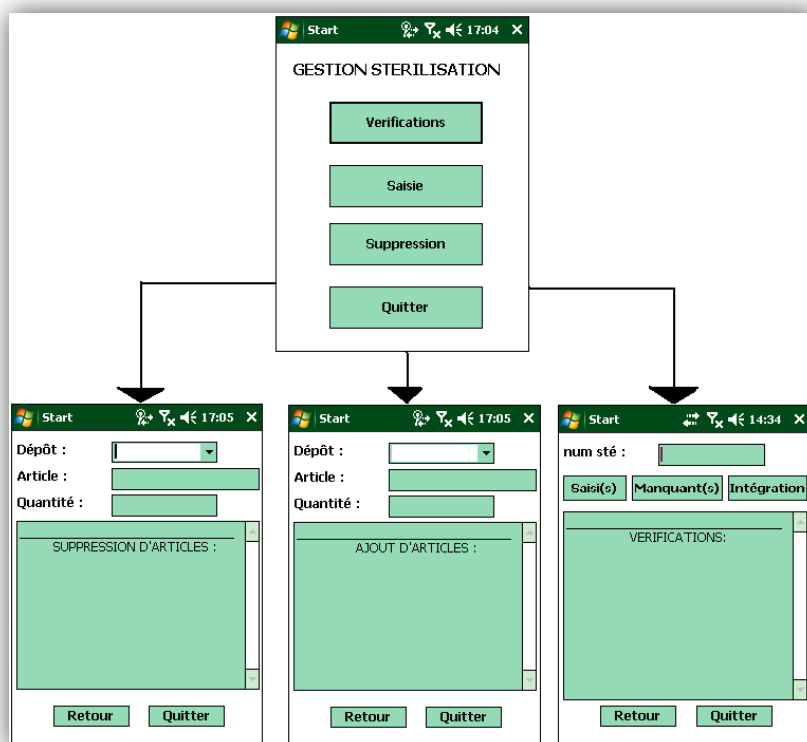 Start 17:04 X
GESTION STERILISATION
Verifications
Saisie
Suppression
Quitter
Start 17:05 X
Dépôt :
Article :
Quantité :
SUPPRESSION D'ARTICLES :
Retour Quitter
Start 17:05 X
Dépôt :
Article :
Quantité :
AJOUT D'ARTICLES :
Retour Quitter
Start 14:34 X
num sté :
Saisi(s) Manquant(s) Intégration
VERIFICATIONS:
Retour Quitter